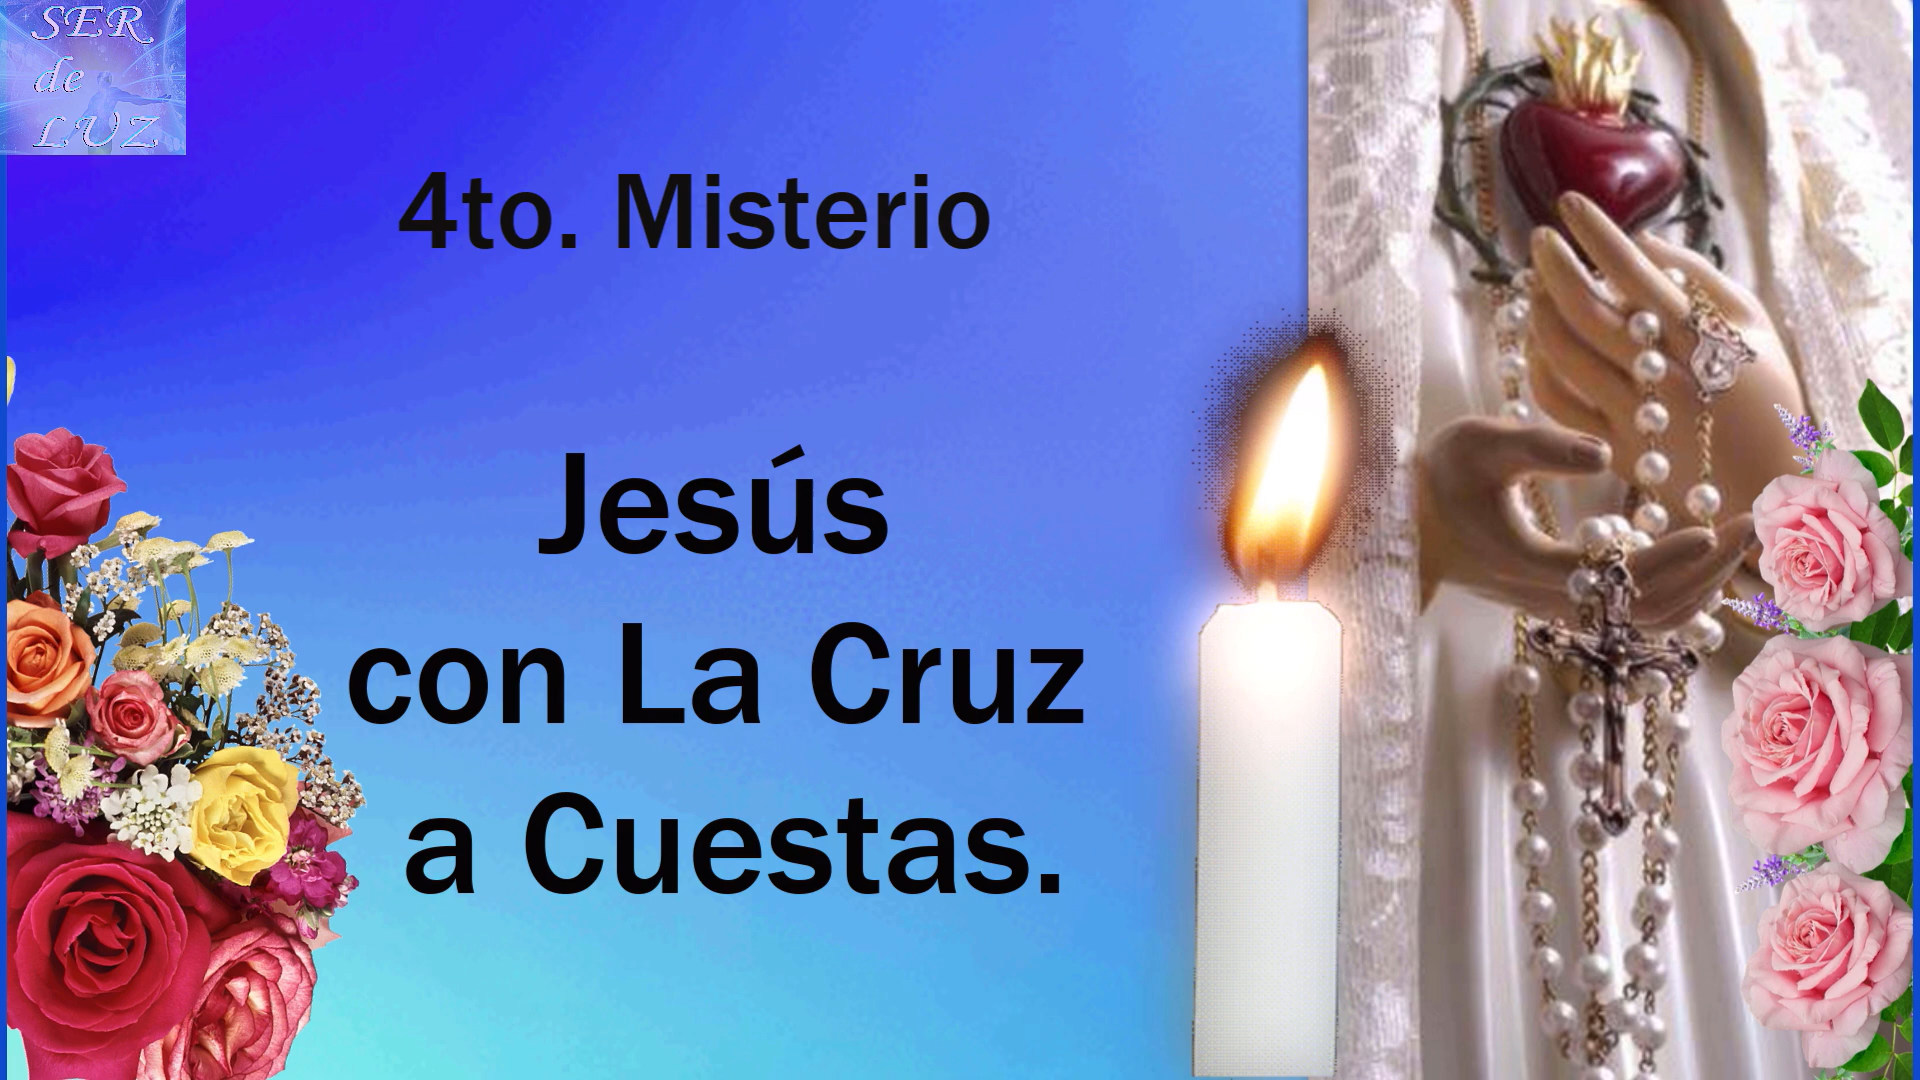 SER
de
LUZ
4to. Misterio
Jesús
con La Cruz
a Cuestas.